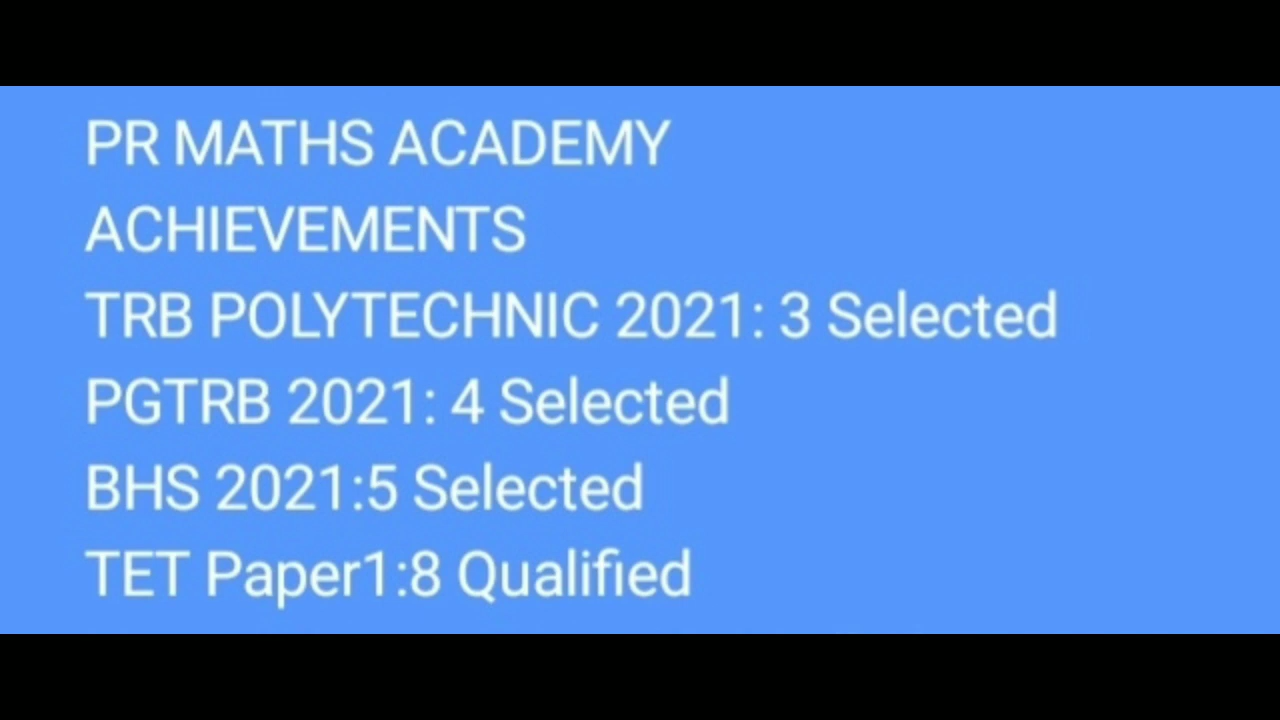 PR MATHS ACADEMY
ACHIEVEMENTS
TRB POLYTECHNIC 2021: 3 Selected
PGTRB 2021: 4 Selected
BHS 2021:5 Selected
TET Paper1:8 Qualified